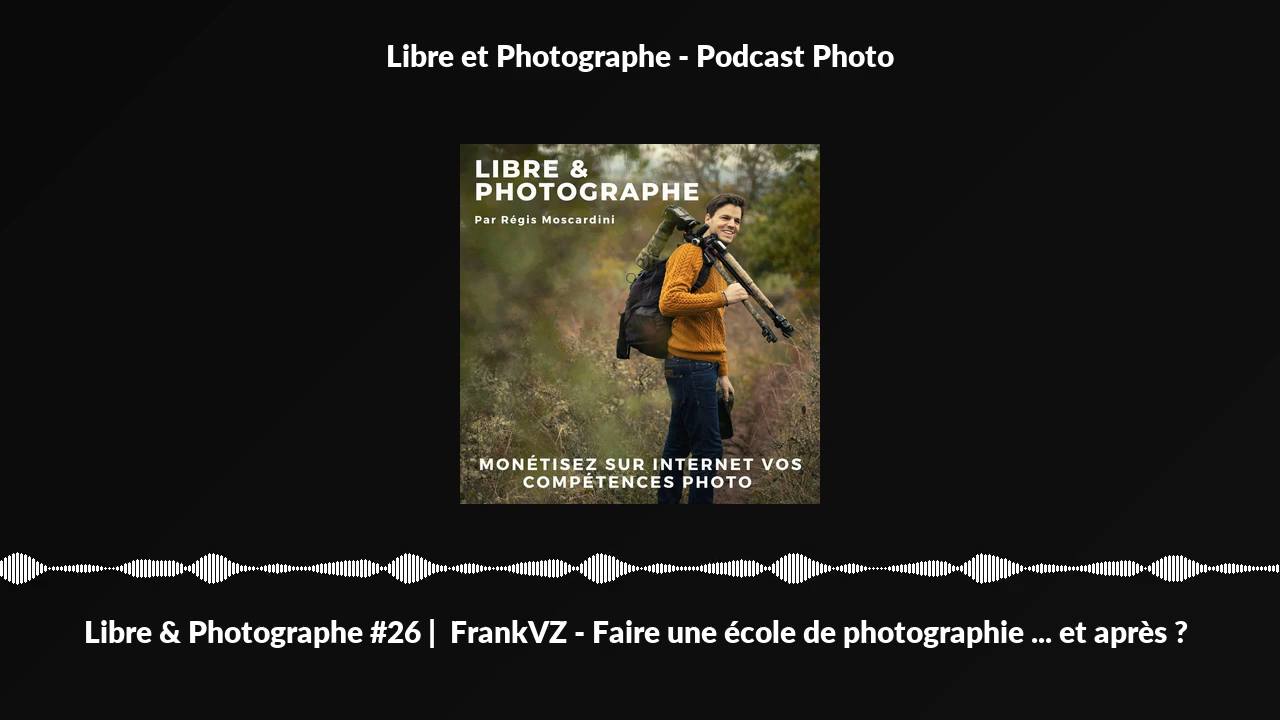 Libre et Photographe - Podcast Photo
LIBRE &
PHOTOGRAPHE
Par Régis Moscardini
MONÉTISEZ SUR INTERNET VOS
COMPÉTENCES PHOTO
Libre & Photographe #26 | FrankVZ - Faire une école de photographie ... et après ?